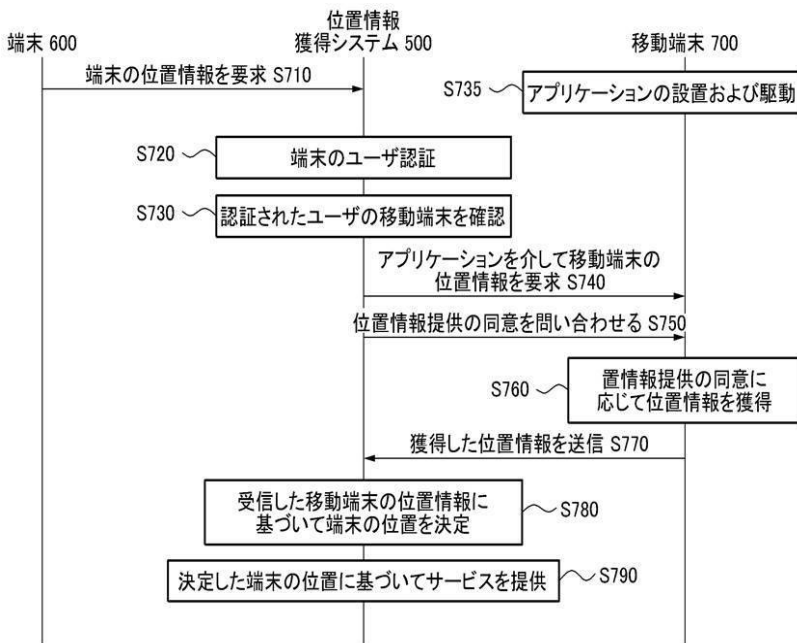 端末 600
位置情報
獲得システム 500
移動端末 700
端末の位置情報を要求 S710
S735
アプリケーションの設置および駆動
S720
端末のユーザ認証
S730
認証されたユーザの移動端末を確認
アプリケーションを介して移動端末の
位置情報を要求 S740
位置情報提供の同意を問い合わせる S750
S760
置情報提供の同意に
応じて位置情報を獲得
獲得した位置情報を送信 S770
受信した移動端末の位置情報に
基づいて端末の位置を決定
S780
決定した端末の位置に基づいてサービスを提供
S790